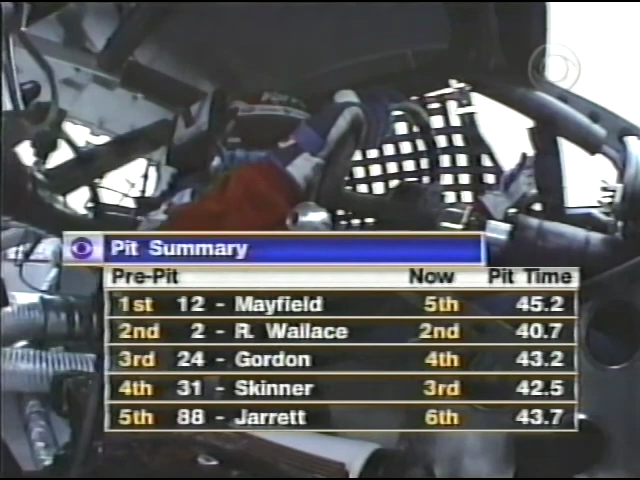 Pit Summary
Pre-Pit Now Pit Time
1st 12 - Mayfield 5th 45.2
2nd 2 - R. Wallace 2nd 40.7
3rd 24 - Gordon 4th 43.2
4th 31 - Skinner 3rd 42.5
5th 88 - Jarrett 6th 43.7